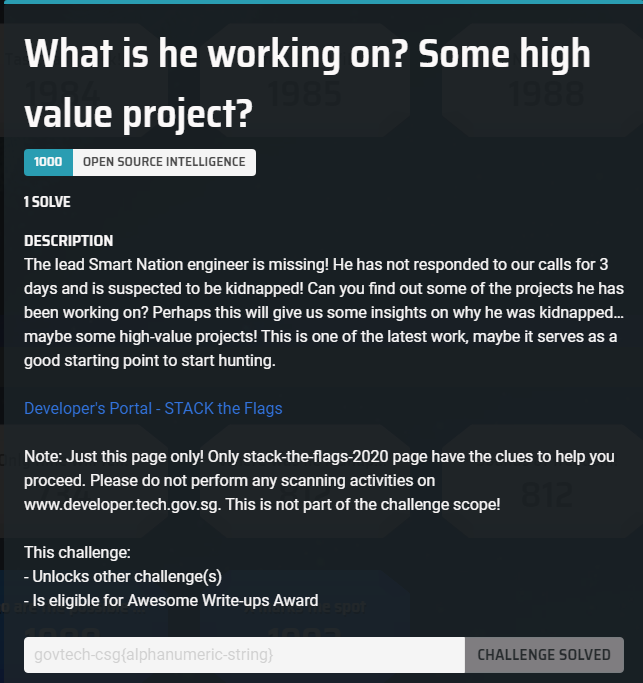 What is he working on? Some high
value project?
1000 OPEN SOURCE INTELLIGENCE
1 SOLVE
DESCRIPTION
The lead Smart Nation engineer is missing! He has not responded to our calls for 3
days and is suspected to be kidnapped! Can you find out some of the projects he has
been working on? Perhaps this will give us some insights on why he was kidnapped...
maybe some high-value projects! This is one of the latest work, maybe it serves as a
good starting point to start hunting.
Developer's Portal - STACK the Flags
Note: Just this page only! Only stack-the-flags-2020 page have the clues to help you
proceed. Please do not perform any scanning activities on
www.developer.tech.gov.sg. This is not part of the challenge scope!
This challenge:
- Unlocks other challenge(s)
- Is eligible for Awesome Write-ups Award
govtech-csg{alphanumeric-string} CHALLENGE SOLVED
1984 1985 1988
812